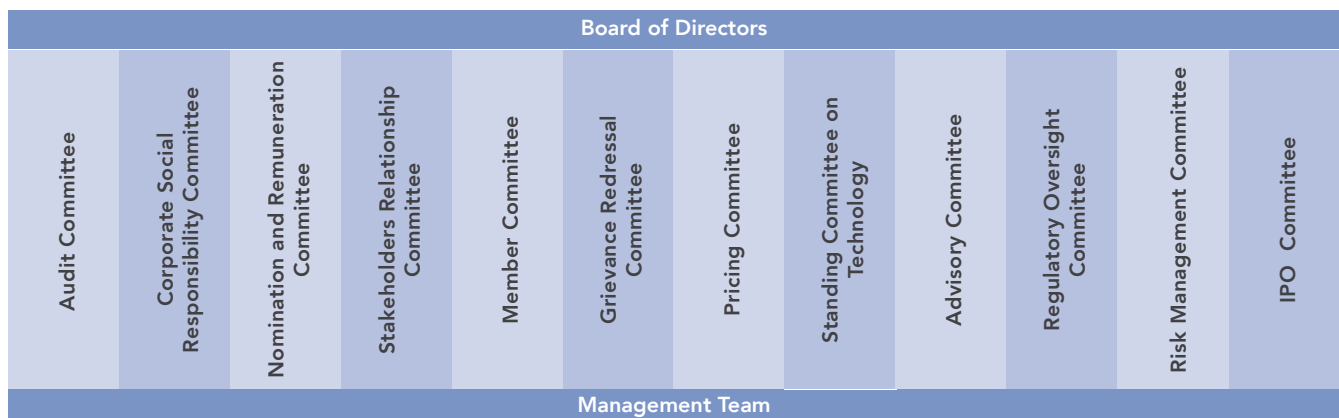 Board of Directors
Audit Committee
Corporate Social
Responsibility Committee
Nomination and Remuneration
Committee
Stakeholders Relationship
Committee
Member Committee
Grievance Redressal
Committee
Pricing Committee
Standing Committee on
Technology
Advisory Committee
Regulatory Oversight
Committee
Risk Management Committee
IPO Committee
Management Team